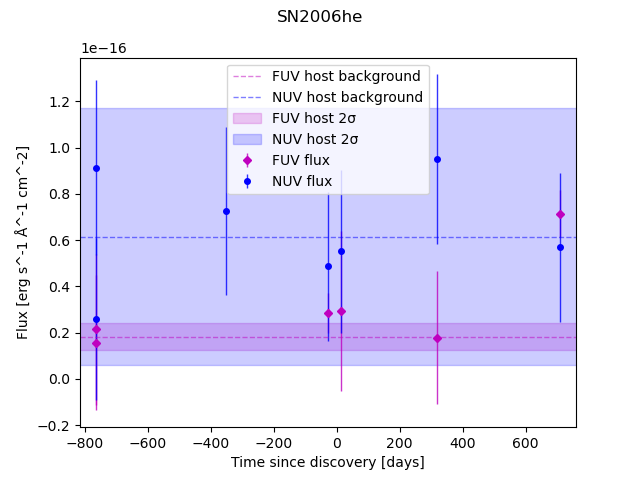 SN2006he
1e−16
FUV host background
NUV host background
FUV host 2σ
NUV host 2σ
FUV flux
NUV flux
Flux [erg s^-1 Å^-1 cm^-2]
1.2
1.0
0.8
0.6
0.4
0.2
0.0
−0.2
−800 −600 −400 −200 0 200 400 600
Time since discovery [days]